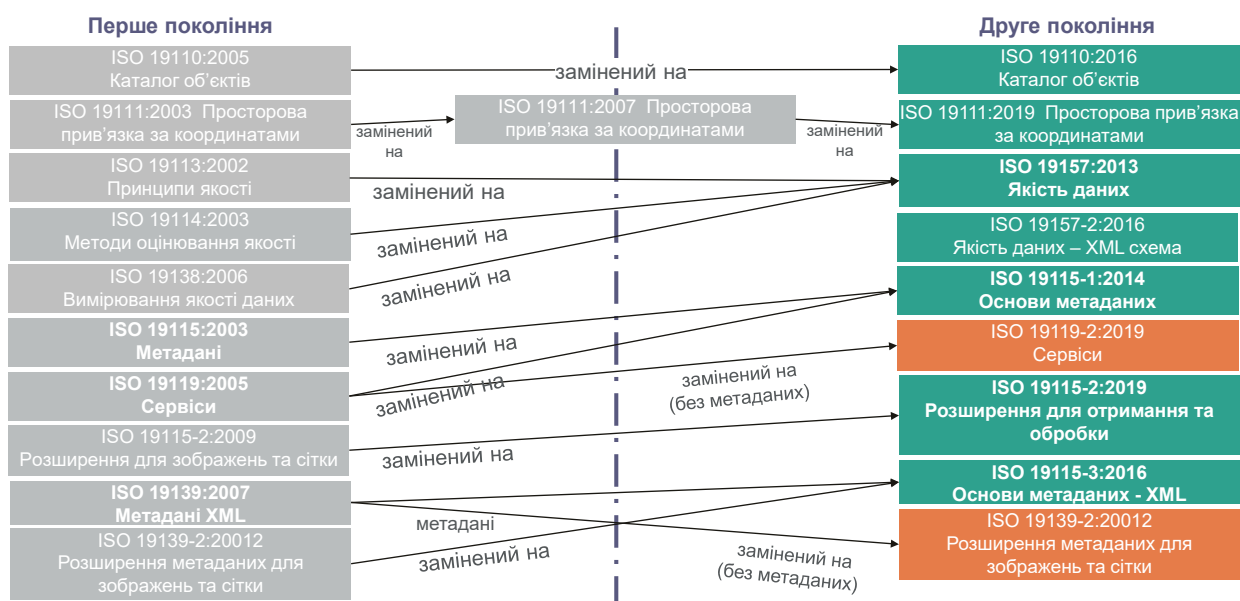 Перше покоління
ISO 19110:2005
Каталог об’єктів
ISO 19111:2003 Просторова
прив’язка за координатами
ISO 19113:2002
Принципи якості
ISO 19114:2003
Методи оцінювання якості
ISO 19138:2006
Вимірювання якості даних
ISO 19115:2003
Метадані
ISO 19119:2005
Сервіси
ISO 19115-2:2009
Розширення для зображень та сітки
ISO 19139:2007
Метадані XML
ISO 19139-2:20012
Розширення метаданих для
зображень та сітки
замінений на
замінений
на
ISO 19111:2007 Просторова
прив’язка за координатами
замінений
на
замінений на
замінений на
замінений на
замінений на
замінений на
замінений на
(без метаданих)
замінений на
метадані
замінений на
замінений на
(без метаданих)
Друге покоління
ISO 19110:2016
Каталог об’єктів
ISO 19111:2019 Просторова прив’язка
за координатами
ISO 19157:2013
Якість даних
ISO 19157-2:2016
Якість даних – XML схема
ISO 19115-1:2014
Основи метаданих
ISO 19119-2:2019
Сервіси
ISO 19115-2:2019
Розширення для отримання та
обробки
ISO 19115-3:2016
Основи метаданих - XML
ISO 19139-2:20012
Розширення метаданих для
зображень та сітки